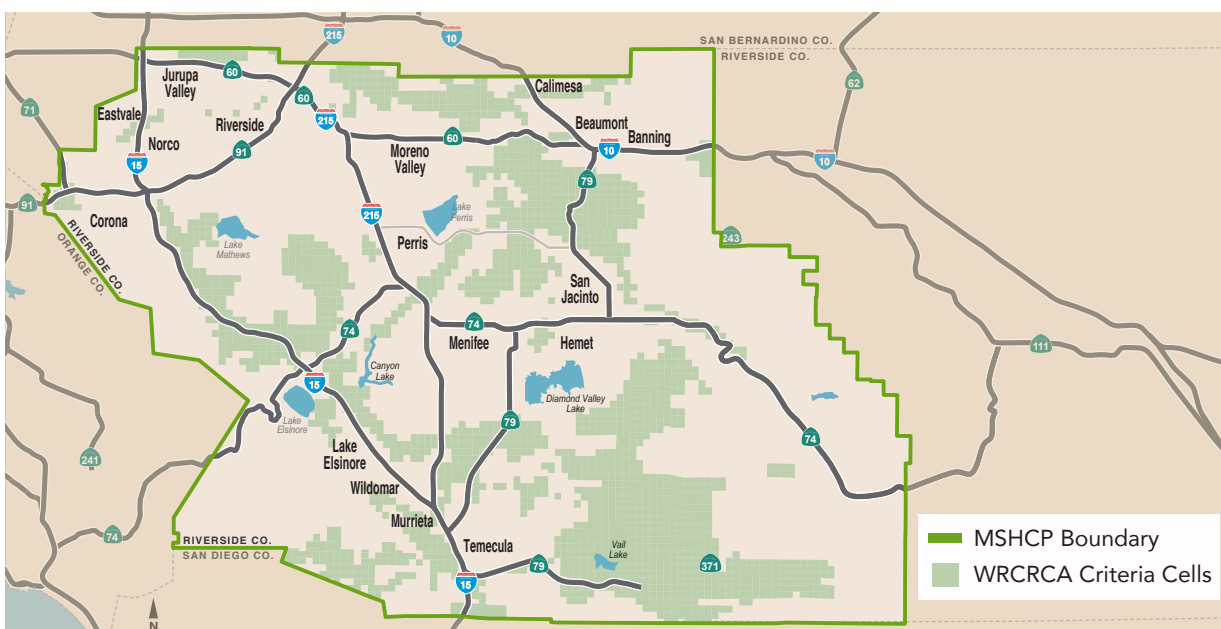 215
10
SAN BERNARDINO CO.
RIVERSIDE CO.
62
Jurupa
Valley
60
Calimesa
71
Eastvale
60
215
Riverside
Beaumont
Banning
Norco
60
10
10
15
91
Moreno
Valley
79
91
Corona
215
Lake
Perris
RIVERSIDE CO.
ORANGE CO.
Lake
Mathews
Perris
243
San
Jacinto
74
74
Menifee
Hemet
111
Canyon
Lake
15
Diamond Valley
Lake
Lake
Elsinore
79
74
241
Lake
Elsinore
Wildomar
Murrieta
74
RIVERSIDE CO.
SAN DIEGO CO.
Temecula
Vail
Lake
79
371
15
N
MSHCP Boundary
WRCRCA Criteria Cells